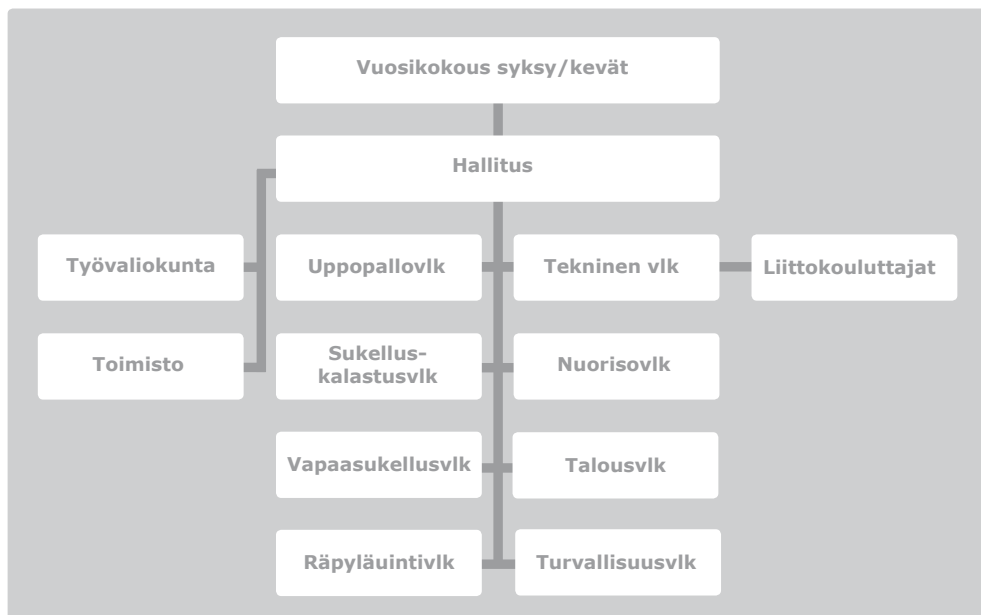 Vuosikokous syksy/kevät
Hallitus
Työvaliokunta
Uppopallovlk
Tekninen vlk
Liittokouluttajat
Toimisto
Sukellus-
kalastusvlk
Nuorisovlk
Vapaasukellusvlk
Talousvlk
Räpyläuintivlk
Turvallisuusvlk